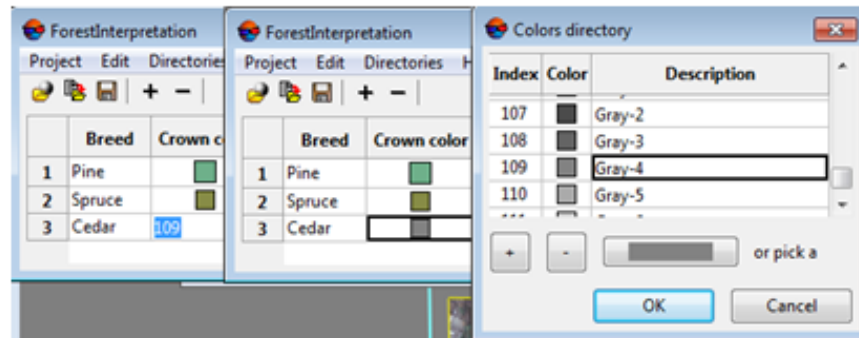 ForestInterpretation
Project Edit Directories
+ -
Breed Crown c
1 Pine
2 Spruce
3 Cedar 109
ForestInterpretation
Project Edit Directories H
+ -
Breed Crown color
1 Pine
2 Spruce
3 Cedar
Colors directory
Index Color Description
107 Gray-2
108 Gray-3
109 Gray-4
110 Gray-5
+ - or pick a
OK Cancel